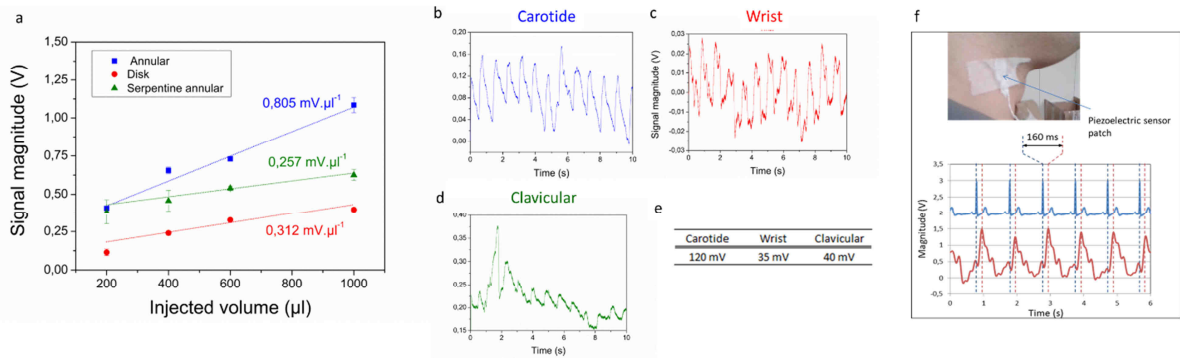 a
1,50
1,25
1,00
0,75
0,50
0,25
0,00
Signal magnitude (V)
Annular
Disk
Serpentine annular
0,805 mV.µl⁻¹
0,257 mV.µl⁻¹
0,312 mV.µl⁻¹
200 400 600 800 1000
Injected volume (µl)
b
Carotide
0,20
0,16
0,12
0,08
0,04
0,00
0 2 4 6 8 10
Time (s)
c
Wrist
Signal magnitude (V)
0,03
0,02
0,01
0,00
-0,01
-0,02
-0,03
0 2 4 6 8 10
Time (s)
d
Clavicular
0,40
0,35
0,30
0,25
0,20
0,15
0 2 4 6 8 10
Time (s)
e
Carotide Wrist Clavicular
120 mV 35 mV 40 mV
f
Piezoelectric sensor
patch
160 ms
Magnitude(V)
3,5
3
2,5
2
1,5
1
0,5
0
-0,5
0 1 2 3 4 5 6
Time (s)